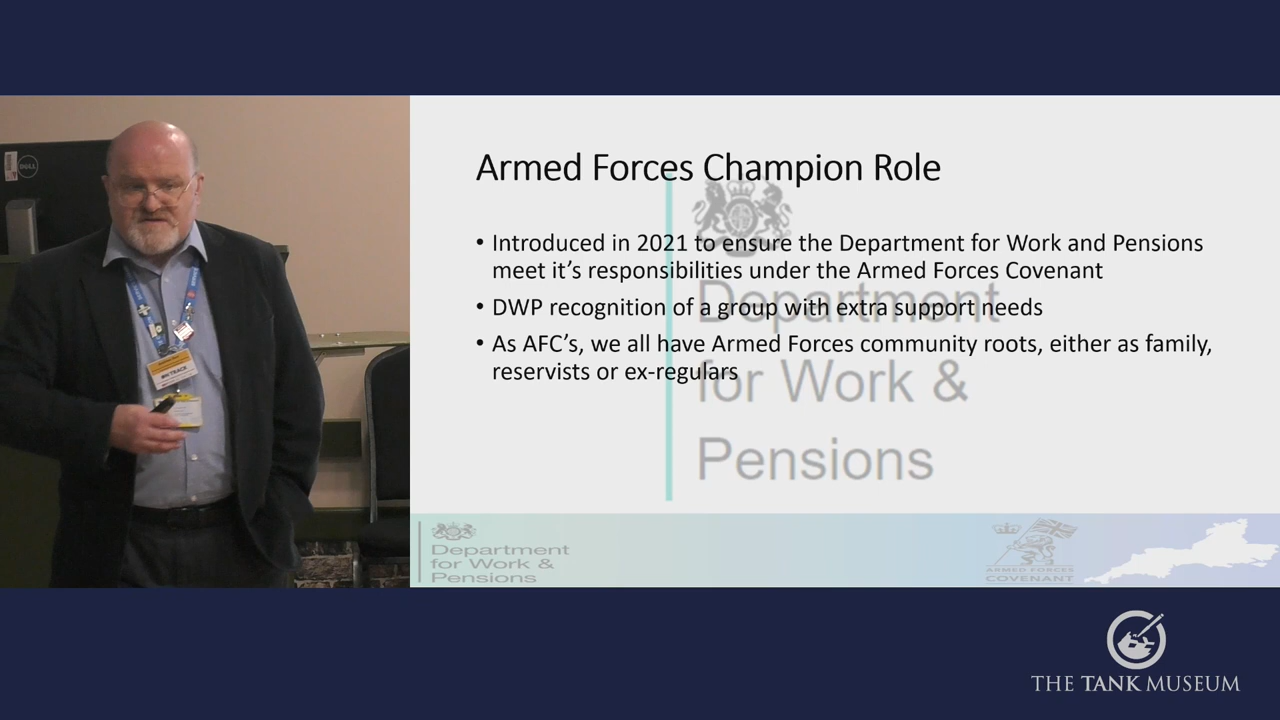 DELL
Armed Forces Champion Role
• Introduced in 2021 to ensure the Department for Work and Pensions
meet it's responsibilities under the Armed Forces Covenant
• DWP recognition of a group with extra support needs
• As AFC's, we all have Armed Forces community roots, either as family,
reservists or ex-regulars
Department
for Work &
Pensions
Department
for Work &
Pensions
ARMED FORCES
COVENANT
THE TANK MUSEUM